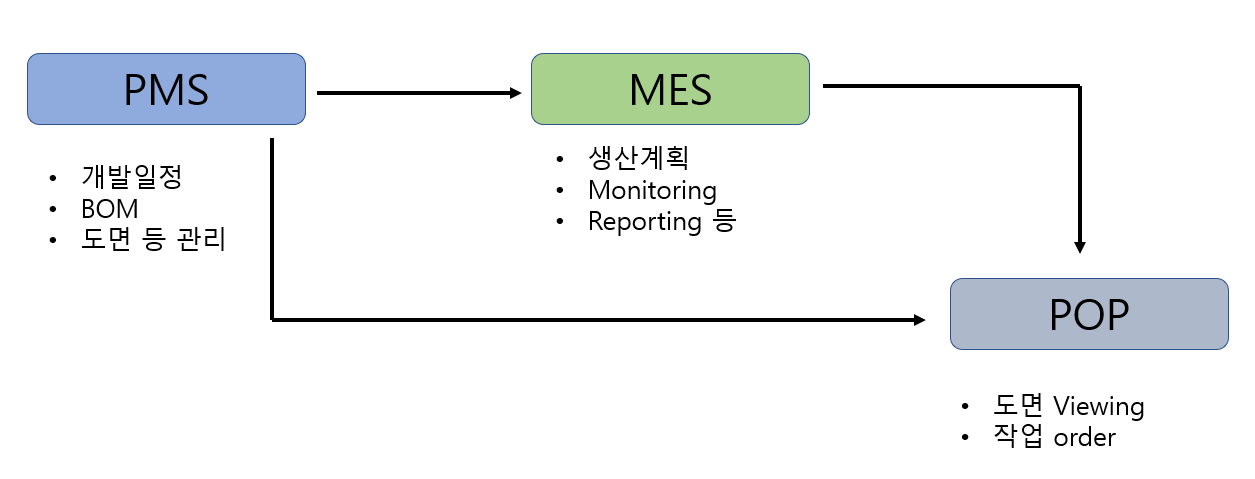 PMS
• 개발일정
• BOM
• 도면 등 관리
MES
• 생산계획
• Monitoring
• Reporting 등
POP
• 도면 Viewing
• 작업 order